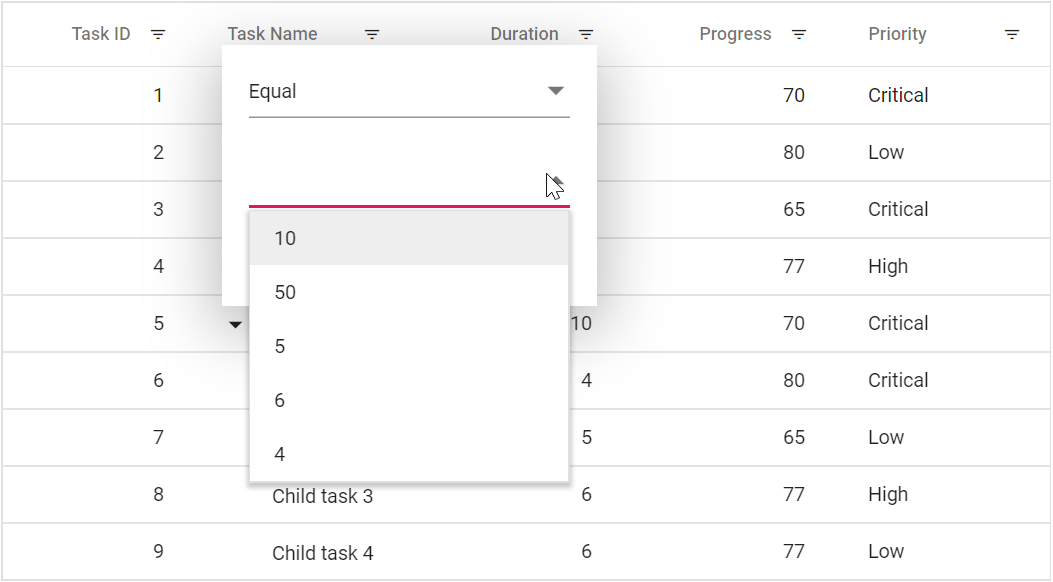 Task ID Task Name Duration Progress Priority
Equal
1 70 Critical
2 80 Low
3 65 Critical
10
4 77 High
50
5 10 70 Critical
5
6 4 80 Critical
6
7 5 65 Low
4
8 Child task 3 6 77 High
9 Child task 4 6 77 Low